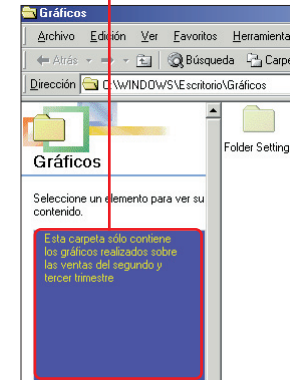 Gráficos
Archivo Edición Ver Favoritos Herramienta
Atrás Búsqueda Carpe
Dirección C:\WINDOWS\Escritorio\Gráficos
Gráficos
Folder Setting
Seleccione un elemento para ver su
contenido.
Esta carpeta sólo contiene
los gráficos realizados sobre
las ventas del segundo y
tercer trimestre